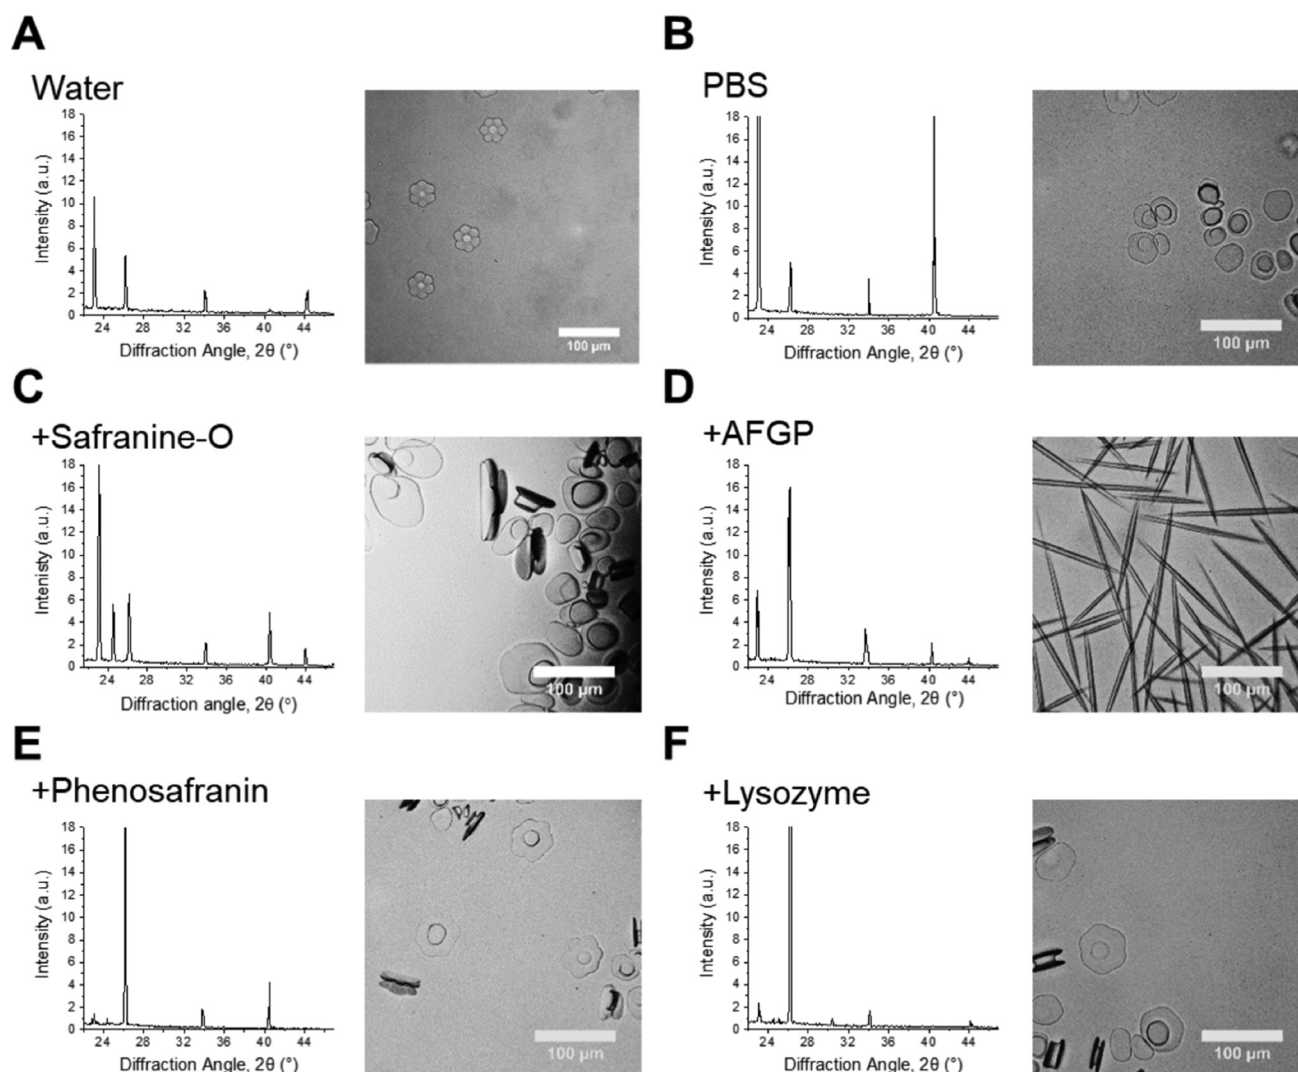 A
Water
18
16
14
12
10
8
6
4
2
0
Intensity (a.u.)
24 28 32 36 40 44
Diffraction Angle, 2θ (°)
100 µm
B
PBS
18
16
14
12
10
8
6
4
2
0
Intensity (a.u.)
24 28 32 36 40 44
Diffraction Angle, 2θ (°)
100 µm
C
+Safranine-O
18
16
14
12
10
8
6
4
2
0
Intenisty (a.u.)
24 28 32 36 40 44
Diffraction angle, 2θ (°)
100 µm
D
+AFGP
18
16
14
12
10
8
6
4
2
0
Intensity (a.u.)
24 28 32 36 40 44
Diffraction Angle, 2θ (°)
100 µm
E
+Phenosafranin
18
16
14
12
10
8
6
4
2
0
Intensity (a.u.)
24 28 32 36 40 44
Diffraction Angle, 2θ (°)
100 µm
F
+Lysozyme
18
16
14
12
10
8
6
4
2
0
Intensity (a.u.)
24 28 32 36 40 44
Diffraction Angle, 2θ (°)
100 µm